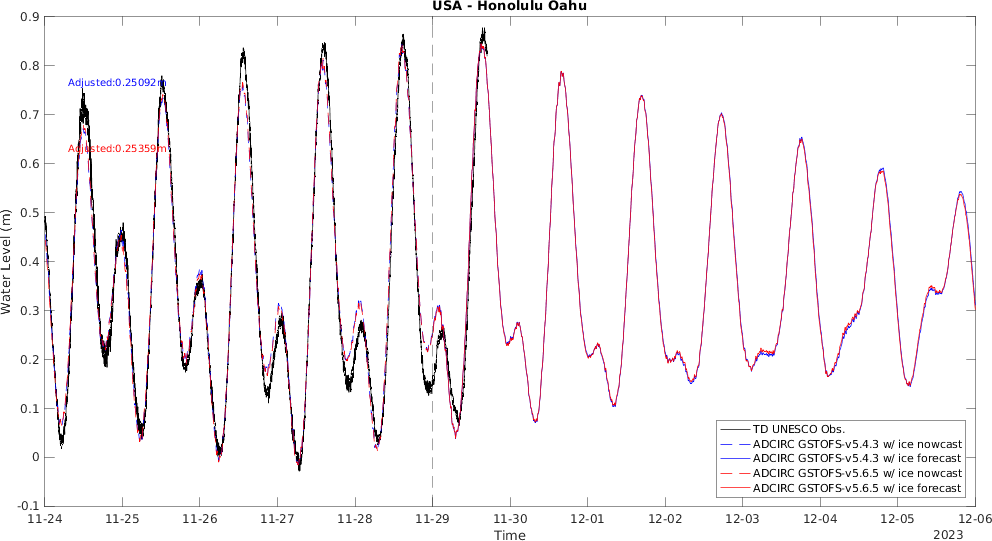 USA - Honolulu Oahu
0.9
0.8
0.7
0.6
0.5
0.4
0.3
0.2
0.1
0
-0.1
Water Level (m)
Adjusted:0.25092m
Adjusted:0.25359m
TD UNESCO Obs.
ADCIRC GSTOFS-v5.4.3 w/ ice nowcast
ADCIRC GSTOFS-v5.4.3 w/ ice forecast
ADCIRC GSTOFS-v5.6.5 w/ ice nowcast
ADCIRC GSTOFS-v5.6.5 w/ ice forecast
11-24 11-25 11-26 11-27 11-28 11-29 11-30 12-01 12-02 12-03 12-04 12-05 12-06
Time
2023